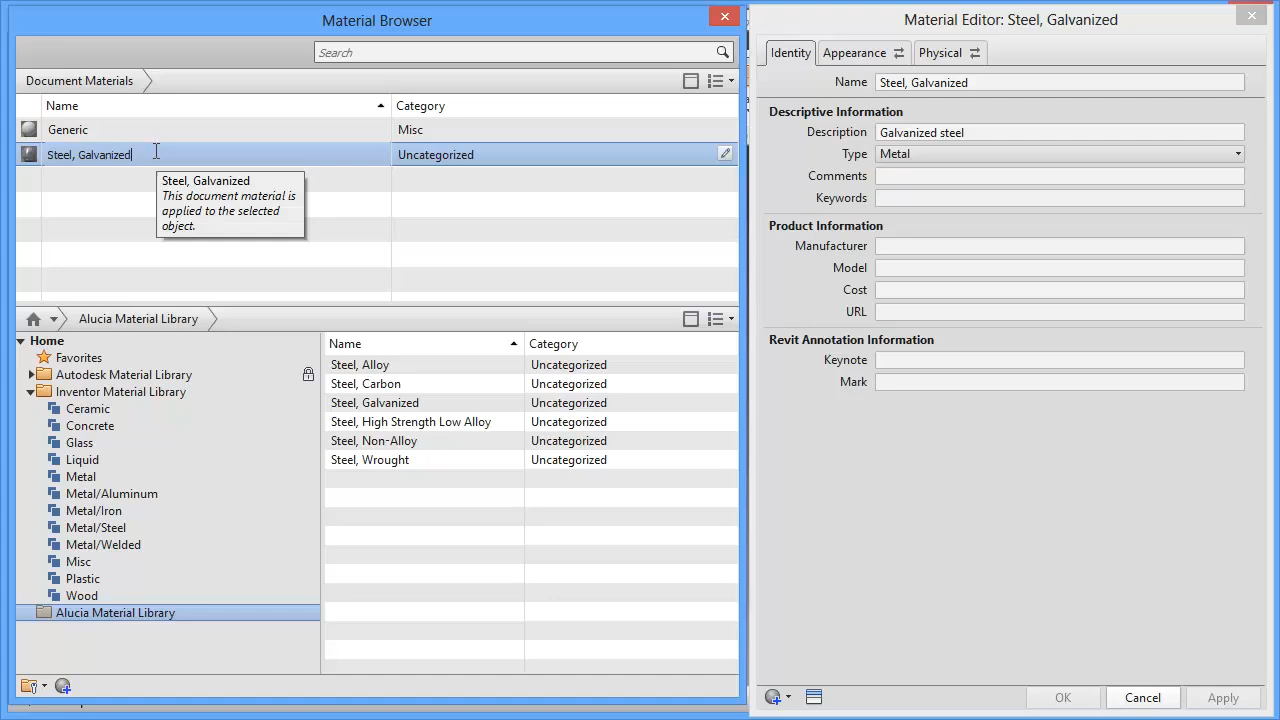 Material Browser
Search
Document Materials
Name
Category
Generic
Misc
Steel, Galvanized
Uncategorized
Steel, Galvanized
This document material is
applied to the selected
object.
Alucia Material Library
Home
Favorites
Autodesk Material Library
Inventor Material Library
Ceramic
Concrete
Glass
Liquid
Metal
Metal/Aluminum
Metal/Iron
Metal/Steel
Metal/Welded
Misc
Plastic
Wood
Alucia Material Library
Name
Category
Steel, Alloy
Uncategorized
Steel, Carbon
Uncategorized
Steel, Galvanized
Uncategorized
Steel, High Strength Low Alloy
Uncategorized
Steel, Non-Alloy
Uncategorized
Steel, Wrought
Uncategorized
Material Editor: Steel, Galvanized
Identity
Appearance
Physical
Name
Steel, Galvanized
Descriptive Information
Description
Galvanized steel
Type
Metal
Comments
Keywords
Product Information
Manufacturer
Model
Cost
URL
Revit Annotation Information
Keynote
Mark
OK
Cancel
Apply